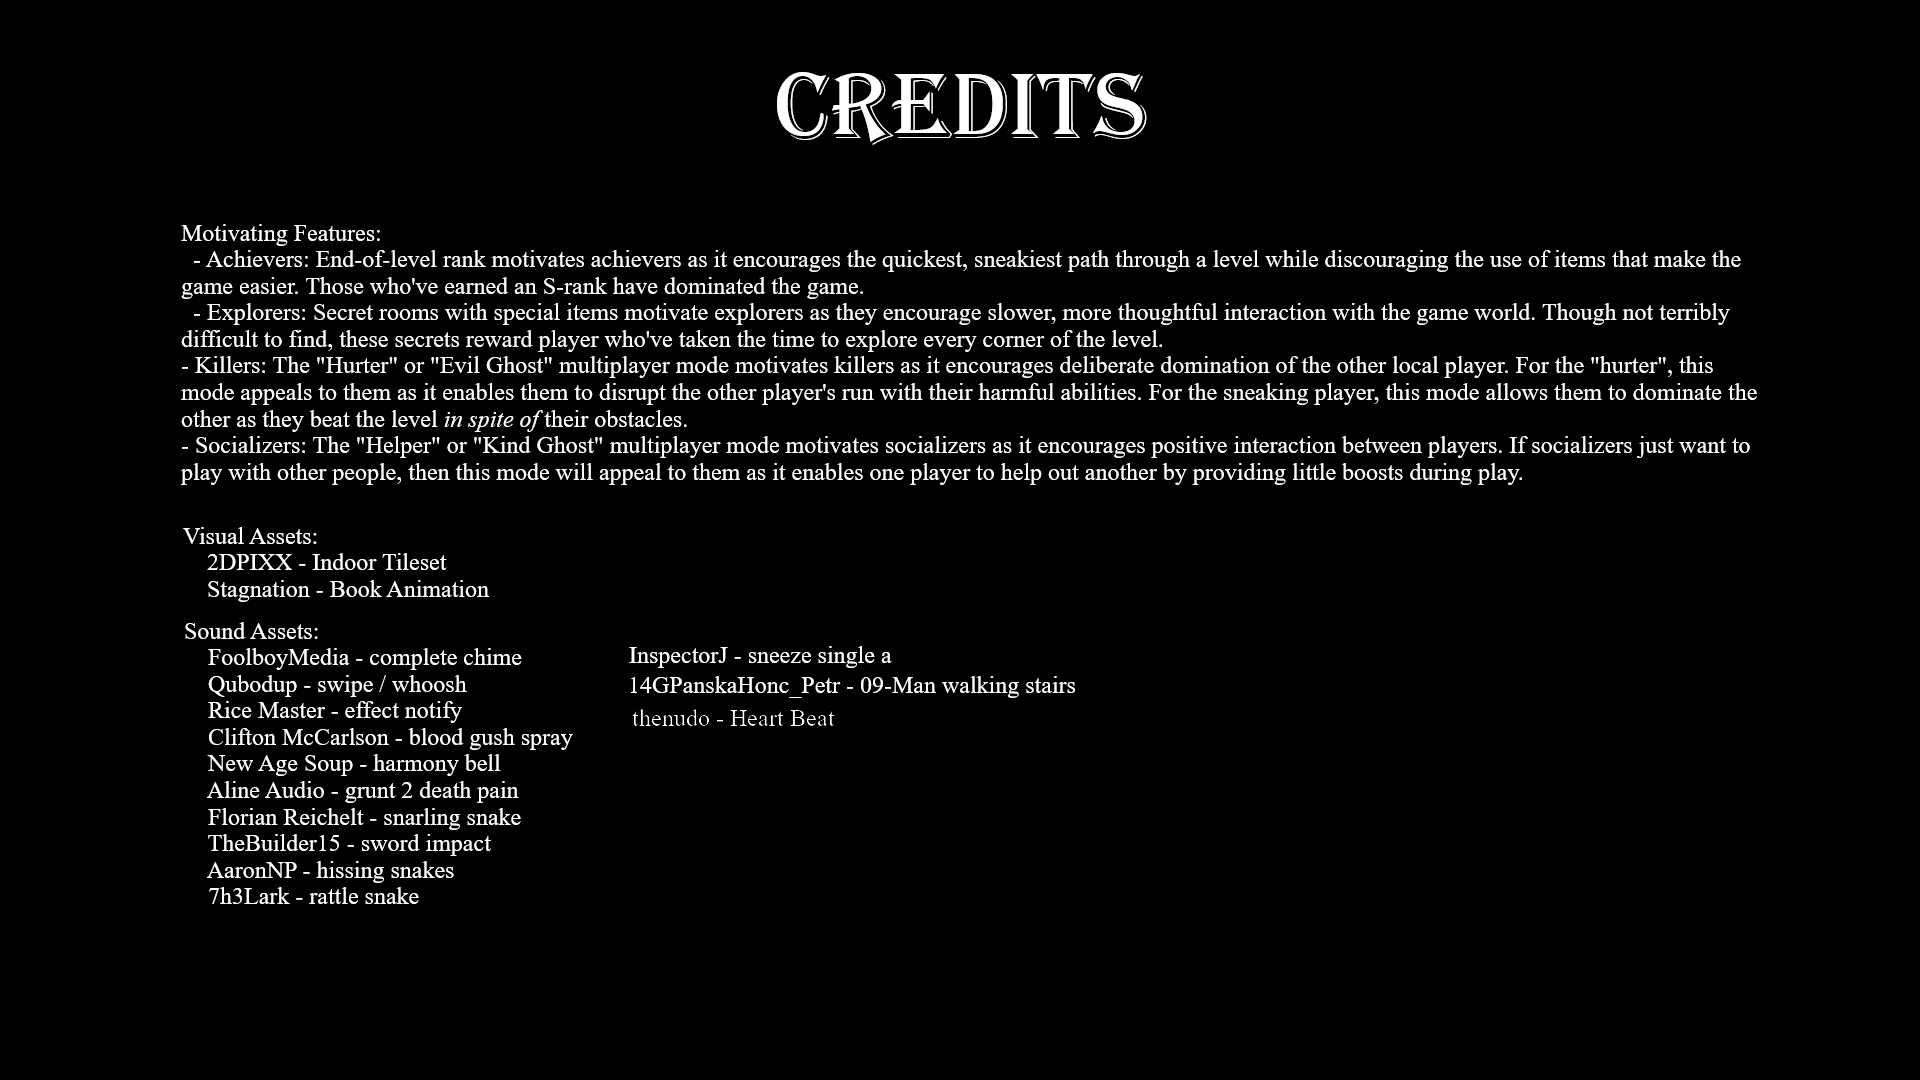 CREDITS
Motivating Features:
- Achievers: End-of-level rank motivates achievers as it encourages the quickest, sneakiest path through a level while discouraging the use of items that make the
game easier. Those who've earned an S-rank have dominated the game.
- Explorers: Secret rooms with special items motivate explorers as they encourage slower, more thoughtful interaction with the game world. Though not terribly
difficult to find, these secrets reward player who've taken the time to explore every corner of the level.
- Killers: The "Hurter" or "Evil Ghost" multiplayer mode motivates killers as it encourages deliberate domination of the other local player. For the "hurter", this
mode appeals to them as it enables them to disrupt the other player's run with their harmful abilities. For the sneaking player, this mode allows them to dominate the
other as they beat the level in spite of their obstacles.
- Socializers: The "Helper" or "Kind Ghost" multiplayer mode motivates socializers as it encourages positive interaction between players. If socializers just want to
play with other people, then this mode will appeal to them as it enables one player to help out another by providing little boosts during play.
Visual Assets:
2DPIXX - Indoor Tileset
Stagnation - Book Animation
Sound Assets:
FoolboyMedia - complete chime
Qubodup - swipe / whoosh
Rice Master - effect notify
Clifton McCarlson - blood gush spray
New Age Soup - harmony bell
Aline Audio - grunt 2 death pain
Florian Reichelt - snarling snake
TheBuilder15 - sword impact
AaronNP - hissing snakes
7h3Lark - rattle snake
InspectorJ - sneeze single a
14GPanskaHonc_Petr - 09-Man walking stairs
thenudo - Heart Beat